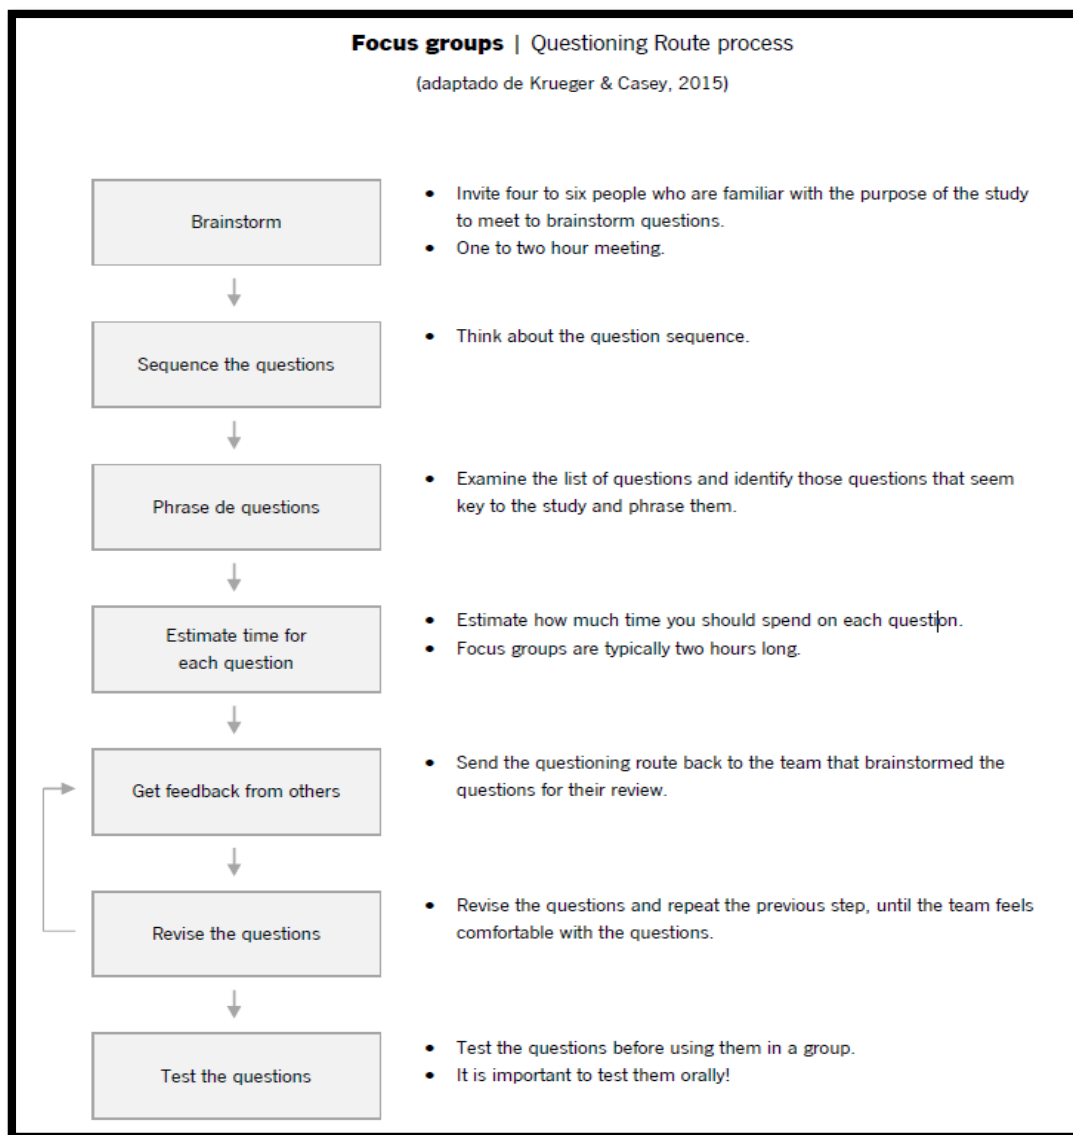 Focus groups | Questioning Route process
(adaptado de Krueger & Casey, 2015)
Brainstorm
• Invite four to six people who are familiar with the purpose of the study
to meet to brainstorm questions.
• One to two hour meeting.
Sequence the questions
• Think about the question sequence.
Phrase de questions
• Examine the list of questions and identify those questions that seem
key to the study and phrase them.
Estimate time for
each question
• Estimate how much time you should spend on each question.
• Focus groups are typically two hours long.
Get feedback from others
• Send the questioning route back to the team that brainstormed the
questions for their review.
Revise the questions
• Revise the questions and repeat the previous step, until the team feels
comfortable with the questions.
Test the questions
• Test the questions before using them in a group.
• It is important to test them orally!